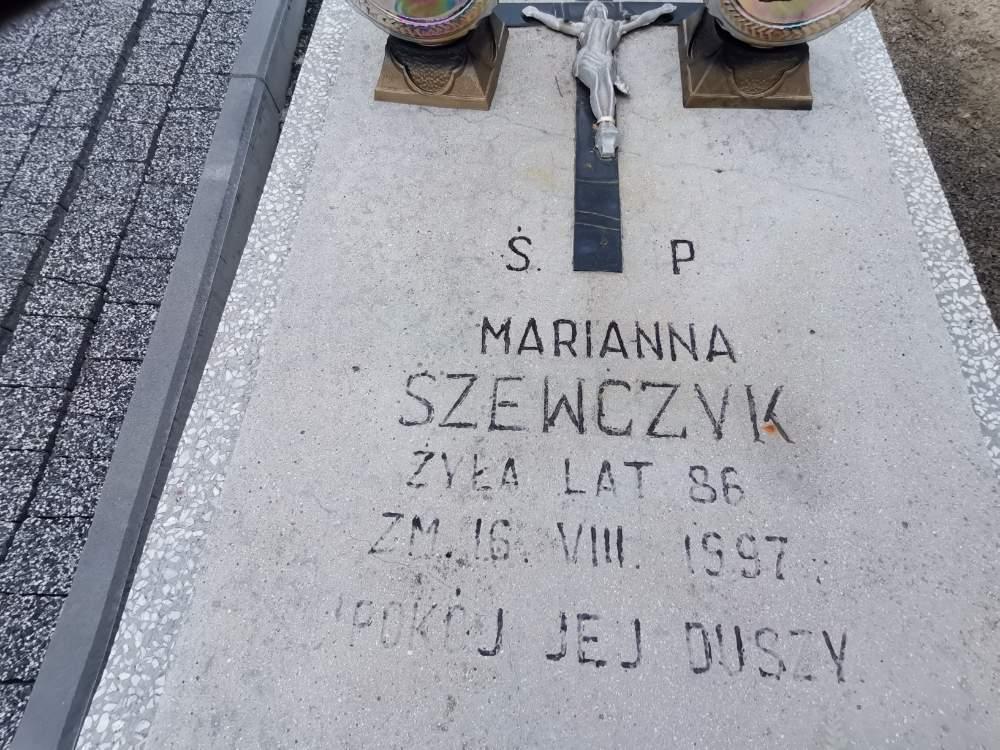 Ś. P
MARIANNA
SZEWCZYK
ŻYŁA LAT 86
ZM. 16. VIII. 1997
POKÓJ JEJ DUSZY.